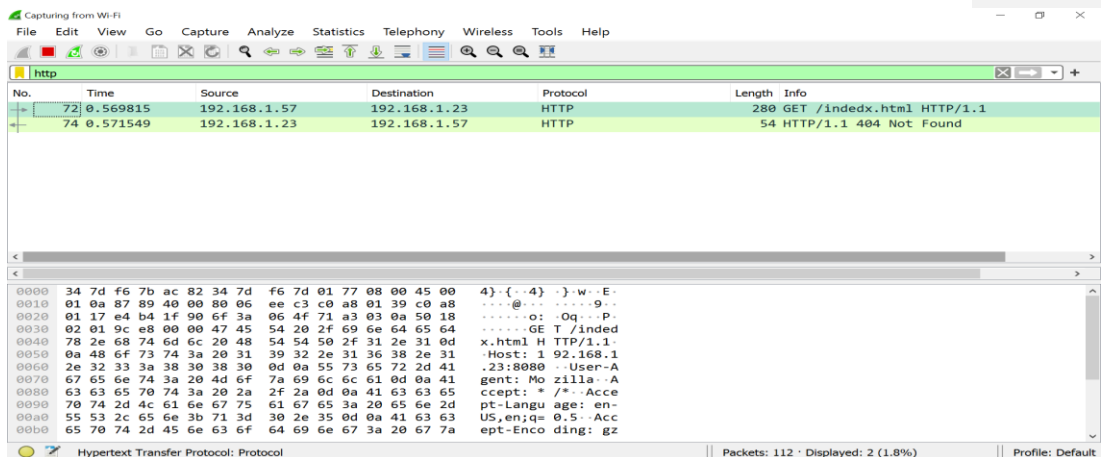 Capturing from Wi-Fi
File Edit View Go Capture Analyze Statistics Telephony Wireless Tools Help
http
No. Time Source Destination Protocol Length Info
72 0.569815 192.168.1.57 192.168.1.23 HTTP 280 GET /indedx.html HTTP/1.1
74 0.571549 192.168.1.23 192.168.1.57 HTTP 54 HTTP/1.1 404 Not Found
0000 34 7d f6 7b ac 82 34 7d f6 7d 01 77 08 00 45 00 4}·{··4} ·}·w··E·
0010 01 0a 87 89 40 00 80 06 ee c3 c0 a8 01 39 c0 a8 ····@··· ·····9··
0020 01 17 e4 b4 1f 90 6f 3a 06 4f 71 a3 03 0a 50 18 ······o: ·Oq···P·
0030 02 01 9c e8 00 00 47 45 54 20 2f 69 6e 64 65 64 ······GE T /inded
0040 78 2e 68 74 6d 6c 20 48 54 54 50 2f 31 2e 31 0d x.html H TTP/1.1·
0050 0a 48 6f 73 74 3a 20 31 39 32 2e 31 36 38 2e 31 ·Host: 1 92.168.1
0060 2e 32 33 3a 38 30 38 30 0d 0a 55 73 65 72 2d 41 .23:8080 ··User-A
0070 67 65 6e 74 3a 20 4d 6f 7a 69 6c 6c 61 0d 0a 41 gent: Mo zilla··A
0080 63 63 65 70 74 3a 20 2a 2f 2a 0d 0a 41 63 63 65 ccept: * /*··Acce
0090 70 74 2d 4c 61 6e 67 75 61 67 65 3a 20 65 6e 2d pt-Langu age: en-
00a0 55 53 2c 65 6e 3b 71 3d 30 2e 35 0d 0a 41 63 63 US,en;q= 0.5··Acc
00b0 65 70 74 2d 45 6e 63 6f 64 69 6e 67 3a 20 67 7a ept-Enco ding: gz
Hypertext Transfer Protocol: Protocol Packets: 112 · Displayed: 2 (1.8%) Profile: Default